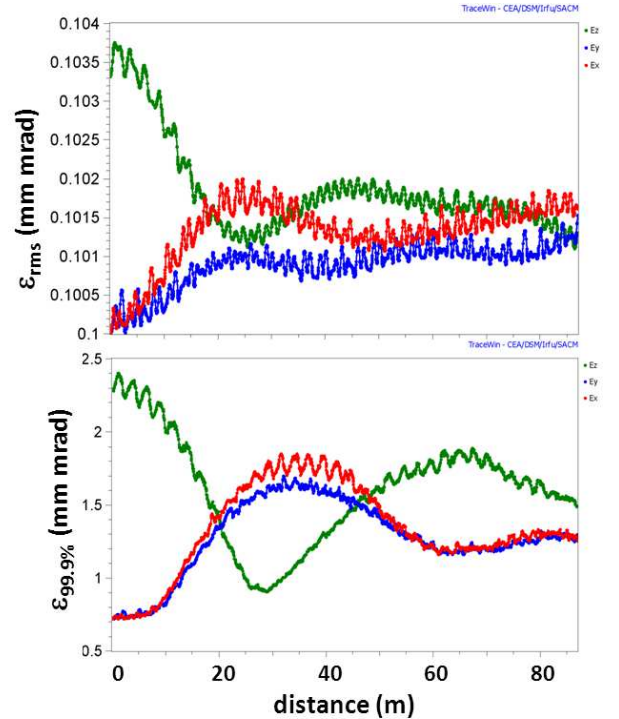 TraceWin - CEA/DSM/Irfu/SACM
0.104
0.1035
0.103
0.1025
0.102
0.1015
0.101
0.1005
0.1
εrms (mm mrad)
Ez
Ey
Ex
TraceWin - CEA/DSM/Irfu/SACM
2.5
2
1.5
1
0.5
ε99.9% (mm mrad)
Ez
Ey
Ex
0 20 40 60 80
distance (m)